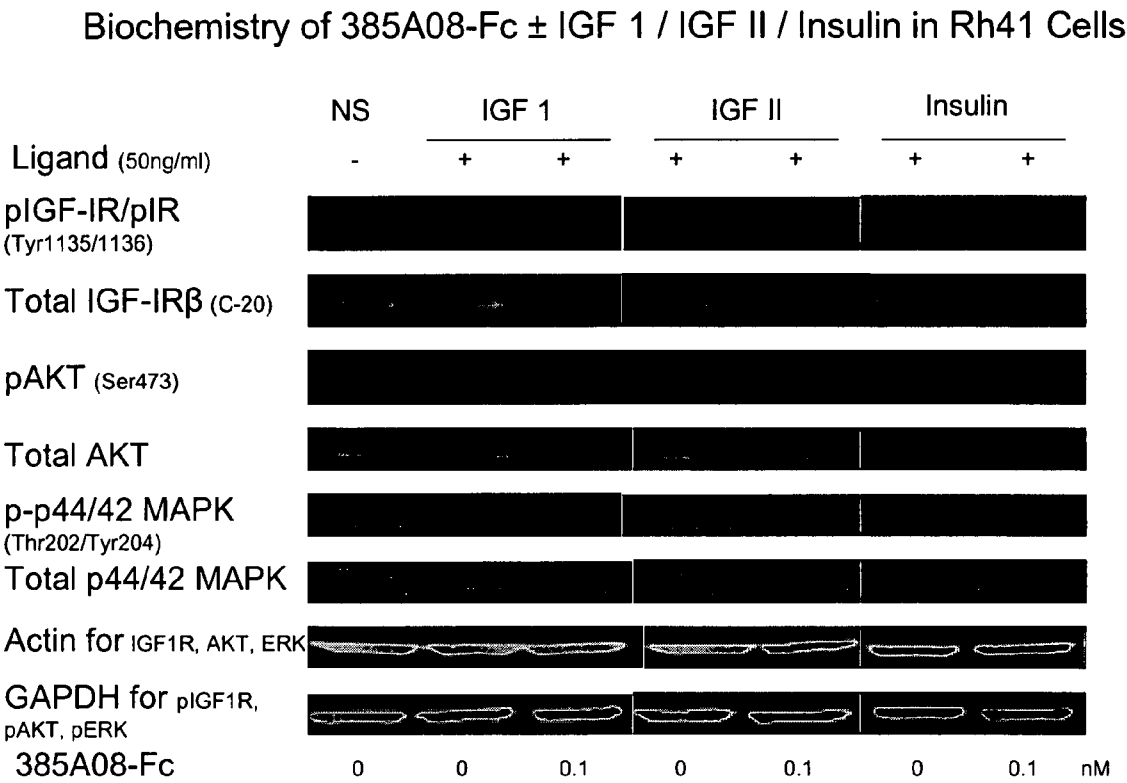 Biochemistry of 385A08-Fc ± IGF 1 / IGF II / Insulin in Rh41 Cells
NS IGF 1 IGF II Insulin
Ligand (50ng/ml) - + + + + + +
pIGF-IR/pIR
(Tyr1135/1136)
Total IGF-IRβ (C-20)
pAKT (Ser473)
Total AKT
p-p44/42 MAPK
(Thr202/Tyr204)
Total p44/42 MAPK
Actin for IGF1R, AKT, ERK
GAPDH for pIGF1R,
pAKT, pERK
385A08-Fc 0 0 0.1 0 0.1 0 0.1 nM